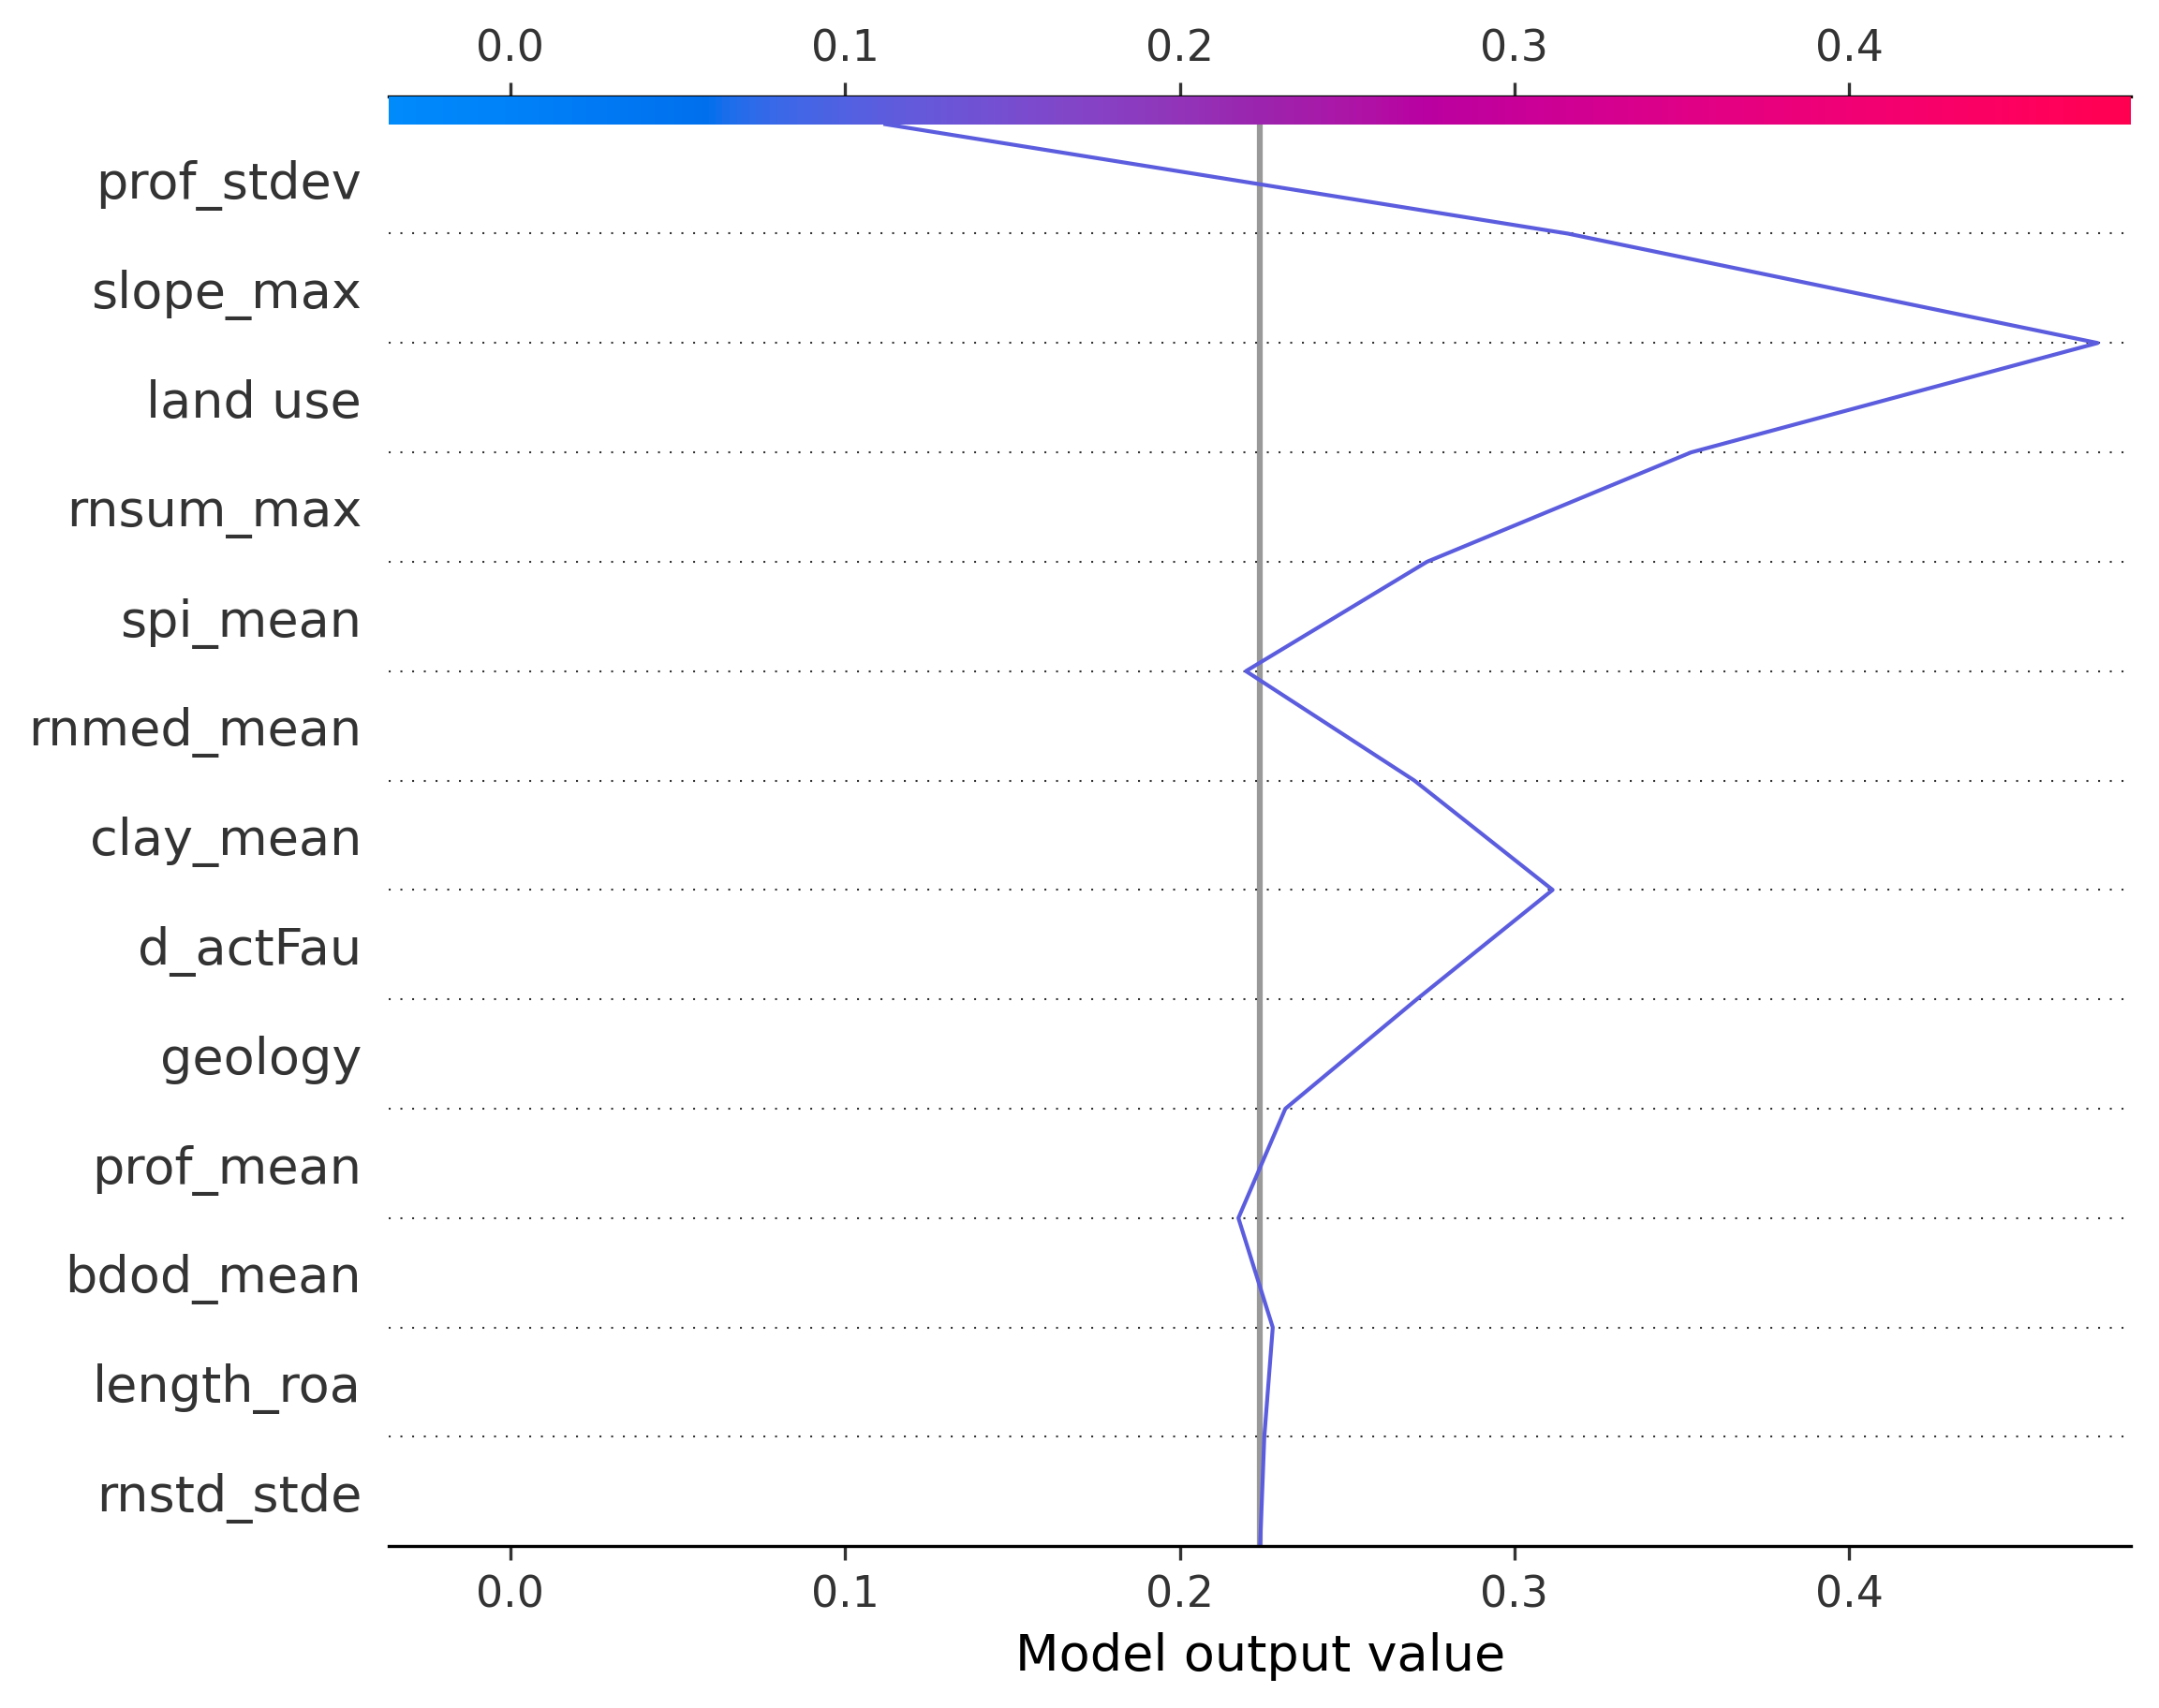 0.0 0.1 0.2 0.3 0.4
prof_stdev
slope_max
land use
rnsum_max
spi_mean
rnmed_mean
clay_mean
d_actFau
geology
prof_mean
bdod_mean
length_roa
rnstd_stde
0.0 0.1 0.2 0.3 0.4
Model output value